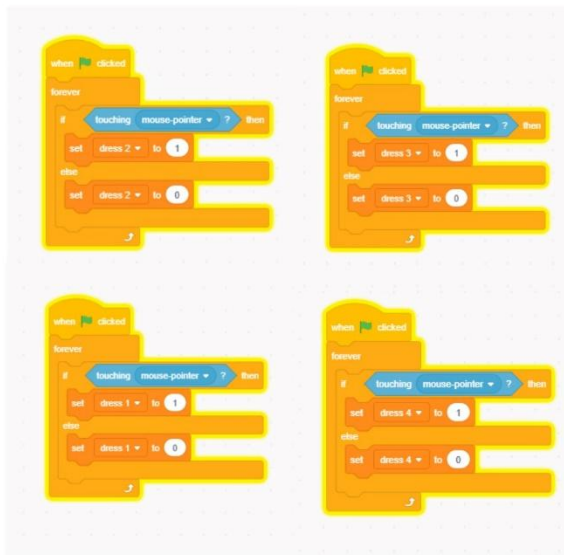 when clicked
forever
if touching mouse-pointer ? then
set dress 2 to 1
else
set dress 2 to 0
when clicked
forever
if touching mouse-pointer ? then
set dress 3 to 1
else
set dress 3 to 0
when clicked
forever
if touching mouse-pointer ? then
set dress 1 to 1
else
set dress 1 to 0
when clicked
forever
if touching mouse-pointer ? then
set dress 4 to 1
else
set dress 4 to 0